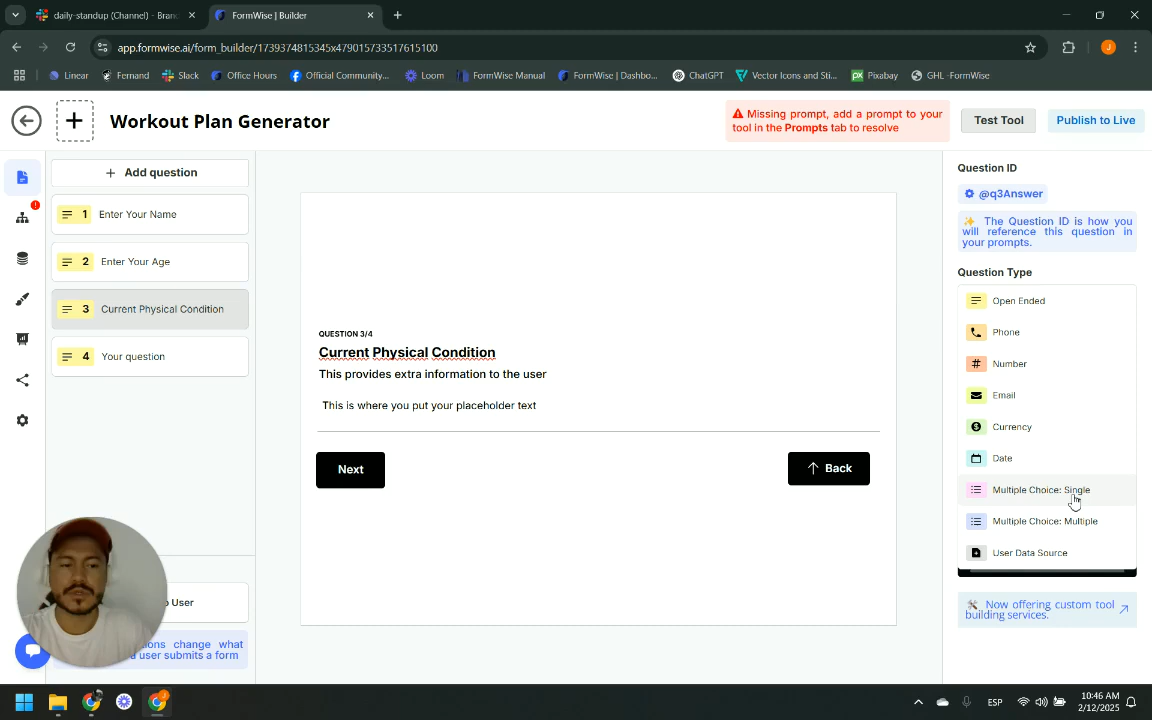 daily-standup (Channel) - Bran
FormWise | Builder
app.formwise.ai/form_builder/1739374815345x479015733517615100
Linear
Fernand
Slack
Office Hours
Official Community...
Loom
FormWise Manual
FormWise | Dashbo...
ChatGPT
Vector Icons and Sti...
Pixabay
GHL -FormWise
J
Workout Plan Generator
Missing prompt, add a prompt to your
tool in the Prompts tab to resolve
Test Tool
Publish to Live
Add question
1 Enter Your Name
2 Enter Your Age
3 Current Physical Condition
4 Your question
o User
ions change what
user submits a form
QUESTION 3/4
Current Physical Condition
This provides extra information to the user
This is where you put your placeholder text
Next
Back
Question ID
@q3Answer
The Question ID is how you
will reference this question in
your prompts.
Question Type
Open Ended
Phone
Number
Email
Currency
Date
Multiple Choice: Single
Multiple Choice: Multiple
User Data Source
Now offering custom tool
building services.
ESP
10:46 AM
2/12/2025